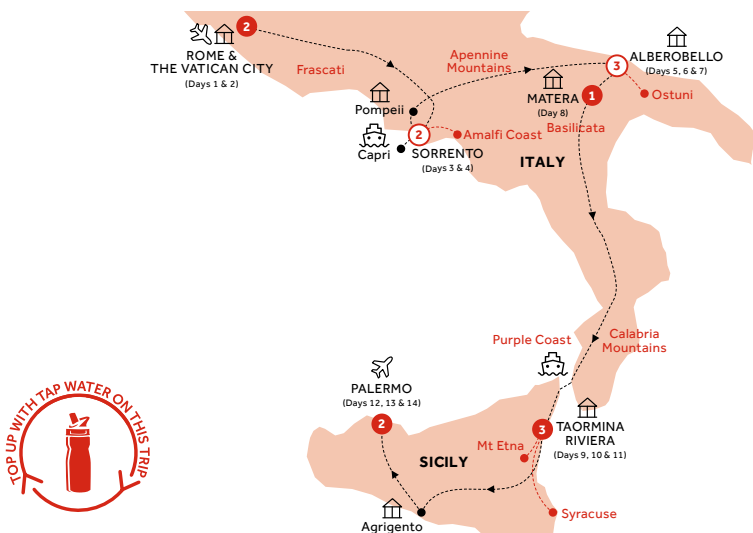 2
ROME &
THE VATICAN CITY
(Days 1 & 2)
Frascati
Apennine
Mountains
3
ALBEROBELLO
(Days 5, 6 & 7)
Ostuni
1
MATERA
(Day 8)
Basilicata
Pompeii
2
Amalfi Coast
Capri
SORRENTO
(Days 3 & 4)
ITALY
Purple Coast
Calabria
Mountains
PALERMO
(Days 12, 13 & 14)
2
3
TAORMINA
RIVIERA
(Days 9, 10 & 11)
Mt Etna
SICILY
Syracuse
Agrigento
TOP UP WITH TAP WATER ON THIS TRIP